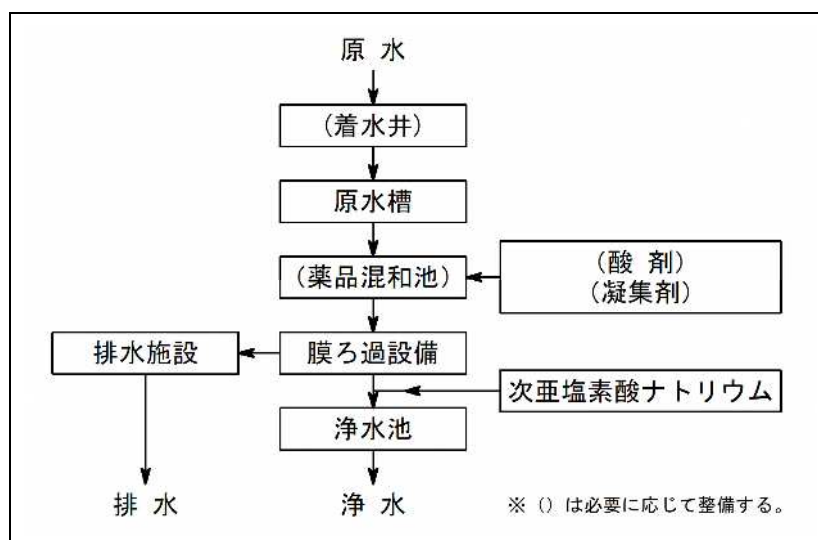 原 水
(着水井)
原水槽
(薬品混和池)
(酸 剤)
(凝集剤)
排水施設
膜ろ過設備
次亜塩素酸ナトリウム
浄水池
排 水
浄 水
※ () は必要に応じて整備する。